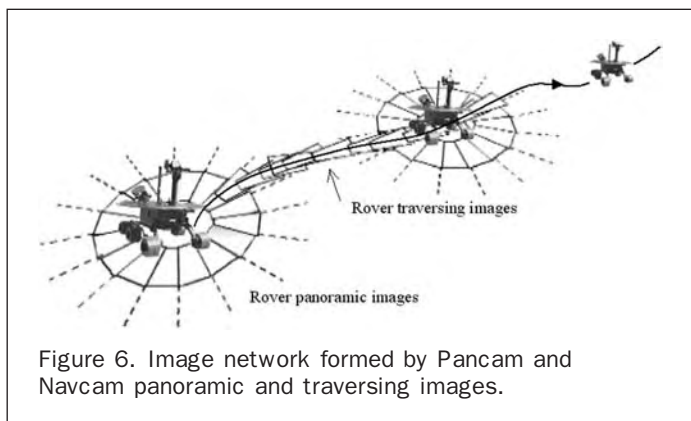 Rover traversing images
Rover panoramic images
Figure 6. Image network formed by Pancam and
Navcam panoramic and traversing images.